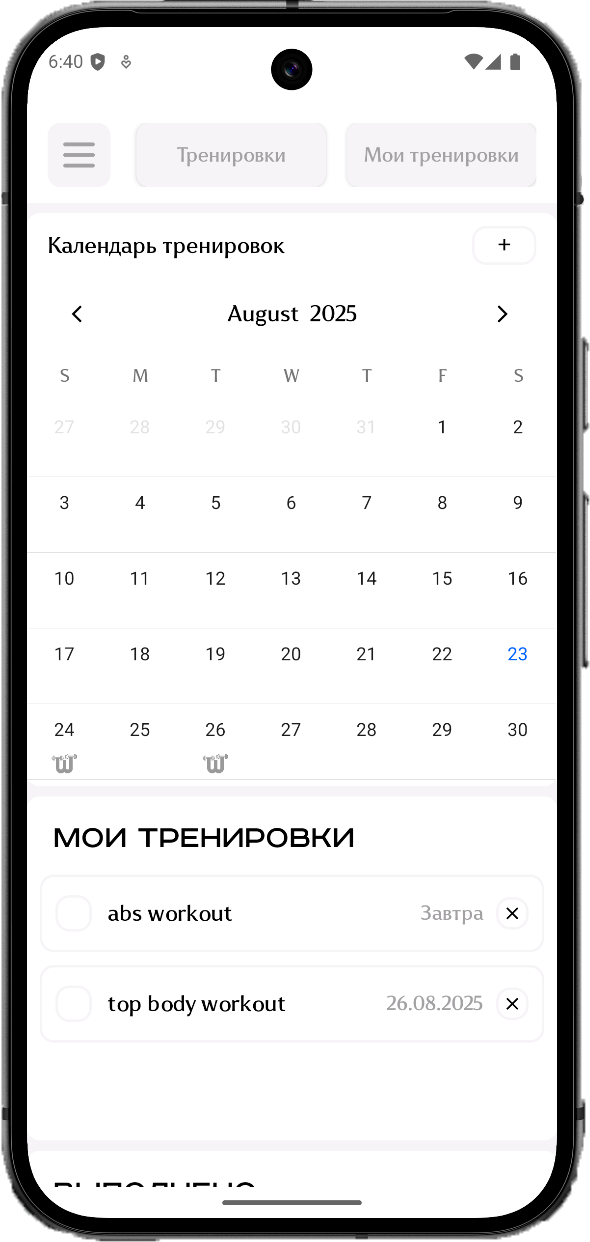 6:40
Тренировки Мои тренировки
Календарь тренировок +
August 2025
S M T W T F S
27 28 29 30 31 1 2
3 4 5 6 7 8 9
10 11 12 13 14 15 16
17 18 19 20 21 22 23
24 25 26 27 28 29 30
МОИ ТРЕНИРОВКИ
abs workout Завтра
top body workout 26.08.2025
ВЫПОЛНЕНО